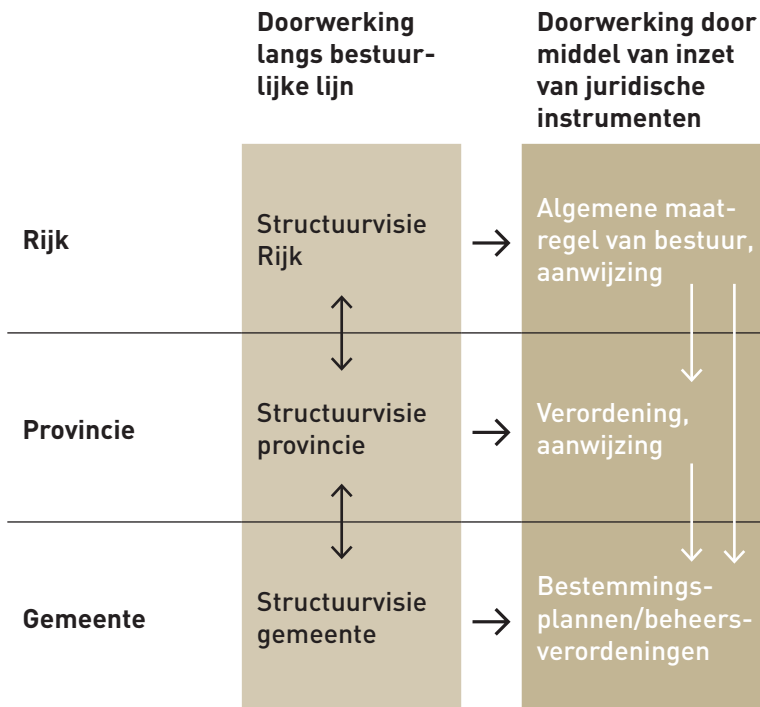 Doorwerking
langs bestuur-
lijke lijn
Doorwerking door
middel van inzet
van juridische
instrumenten
Rijk
Structuurvisie
Rijk
Algemene maat-
regel van bestuur,
aanwijzing
Provincie
Structuurvisie
provincie
Verordening,
aanwijzing
Gemeente
Structuurvisie
gemeente
Bestemmings-
plannen/beheers-
verordeningen